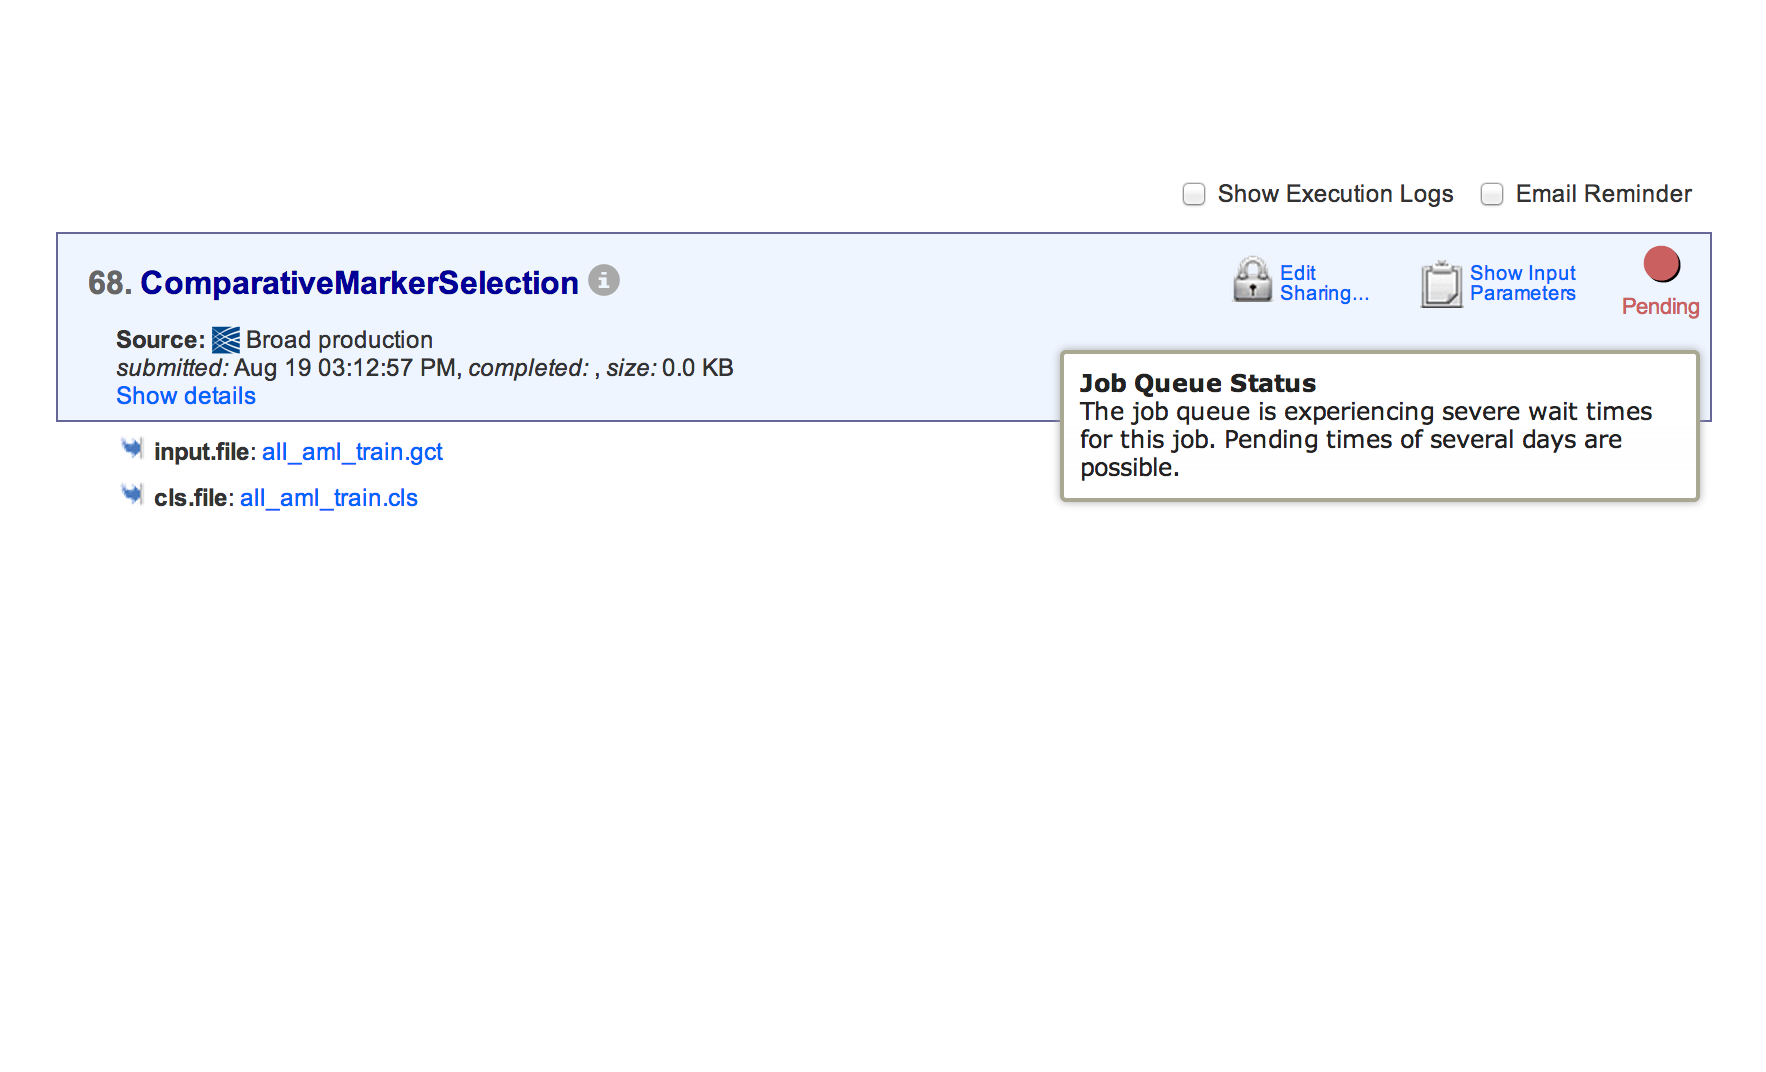 Show Execution Logs Email Reminder
68. ComparativeMarkerSelection i
Edit Sharing...
Show Input Parameters
Pending
Source: Broad production
submitted: Aug 19 03:12:57 PM, completed: , size: 0.0 KB
Show details
Job Queue Status
The job queue is experiencing severe wait times
for this job. Pending times of several days are
possible.
input.file: all_aml_train.gct
cls.file: all_aml_train.cls